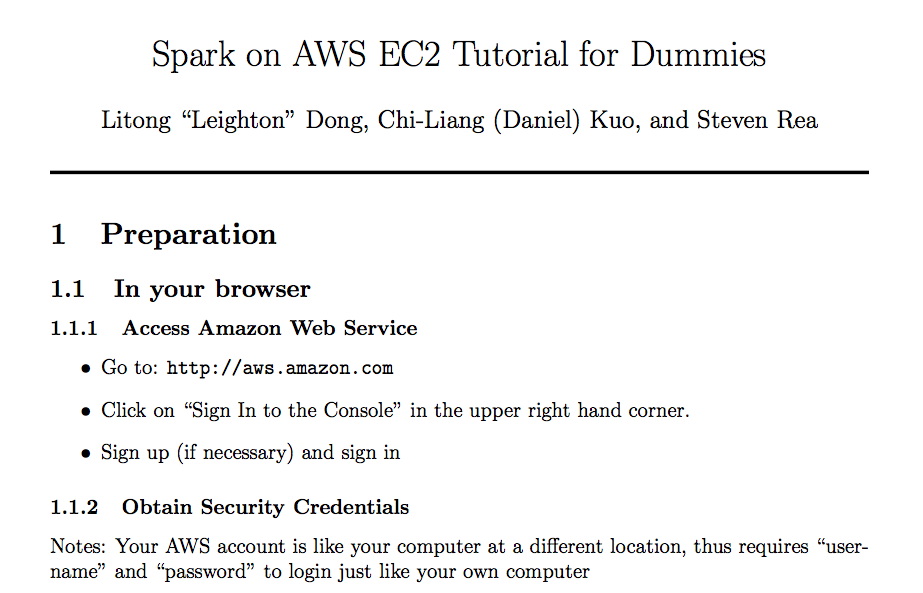 Spark on AWS EC2 Tutorial for Dummies
Litong “Leighton” Dong, Chi-Liang (Daniel) Kuo, and Steven Rea
1 Preparation
1.1 In your browser
1.1.1 Access Amazon Web Service
• Go to: http://aws.amazon.com
• Click on “Sign In to the Console” in the upper right hand corner.
• Sign up (if necessary) and sign in
1.1.2 Obtain Security Credentials
Notes: Your AWS account is like your computer at a different location, thus requires “user-
name” and “password” to login just like your own computer